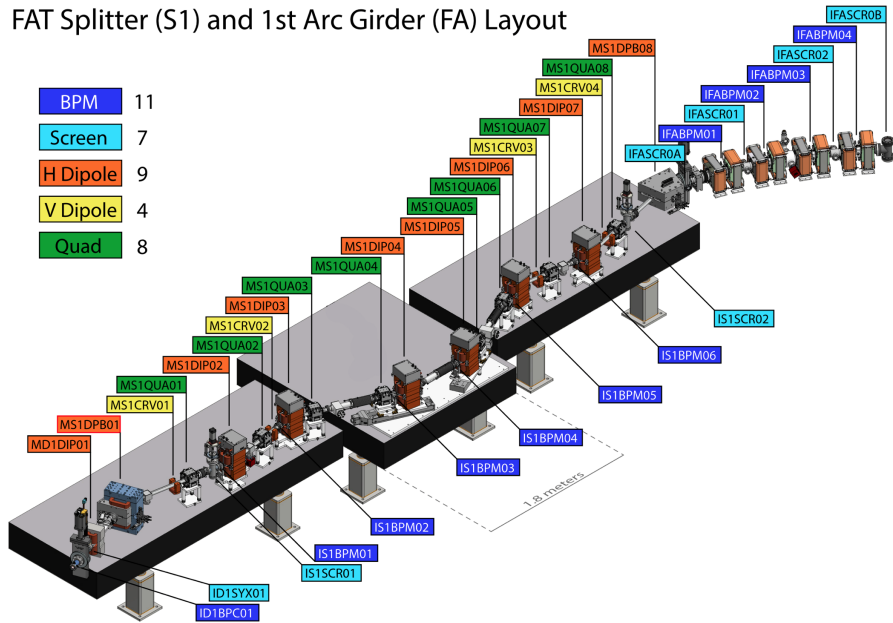 FAT Splitter (S1) and 1st Arc Girder (FA) Layout
BPM 11
Screen 7
H Dipole 9
V Dipole 4
Quad 8
IFASCR0B
IFABPM04
IFASCR02
IFABPM03
IFABPM02
IFASCR01
IFABPM01
IFASCR0A
MS1DPB08
MS1QUA08
MS1CRV04
MS1DIP07
MS1QUA07
MS1CRV03
MS1DIP06
MS1QUA06
MS1QUA05
MS1DIP05
MS1DIP04
MS1QUA04
MS1QUA03
MS1DIP03
MS1CRV02
MS1QUA02
MS1DIP02
MS1QUA01
MS1CRV01
MS1DPB01
MD1DIP01
IS1SCR02
IS1BPM06
IS1BPM05
IS1BPM04
IS1BPM03
1.8 meters
IS1BPM02
IS1BPM01
IS1SCR01
ID1SYX01
ID1BPC01